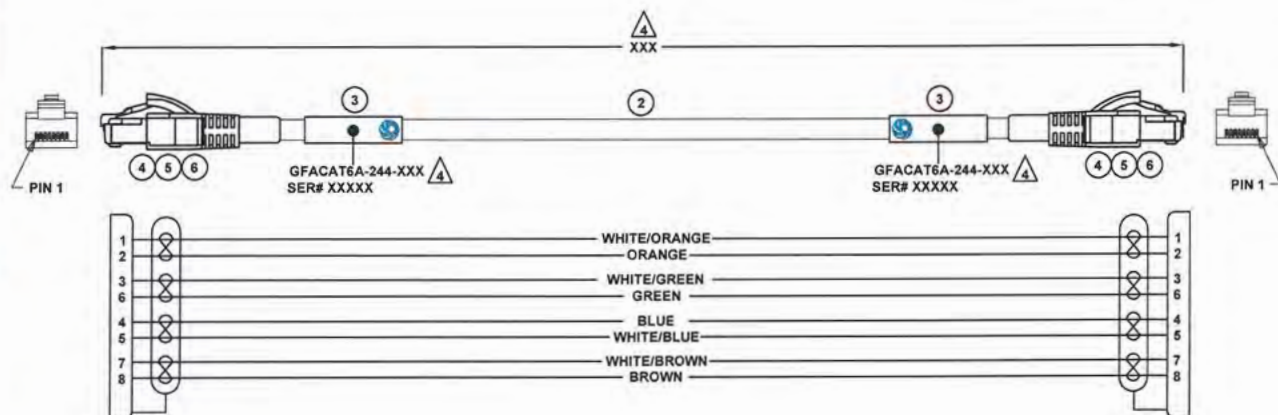 4
XXX
3
2
3
4 5 6
4 5 6
PIN 1
GFACAT6A-244-XXX 4
SER# XXXXX
GFACAT6A-244-XXX 4
SER# XXXXX
PIN 1
1 WHITE/ORANGE 1
2 ORANGE 2
3 WHITE/GREEN 3
6 GREEN 6
4 BLUE 4
5 WHITE/BLUE 5
7 WHITE/BROWN 7
8 BROWN 8